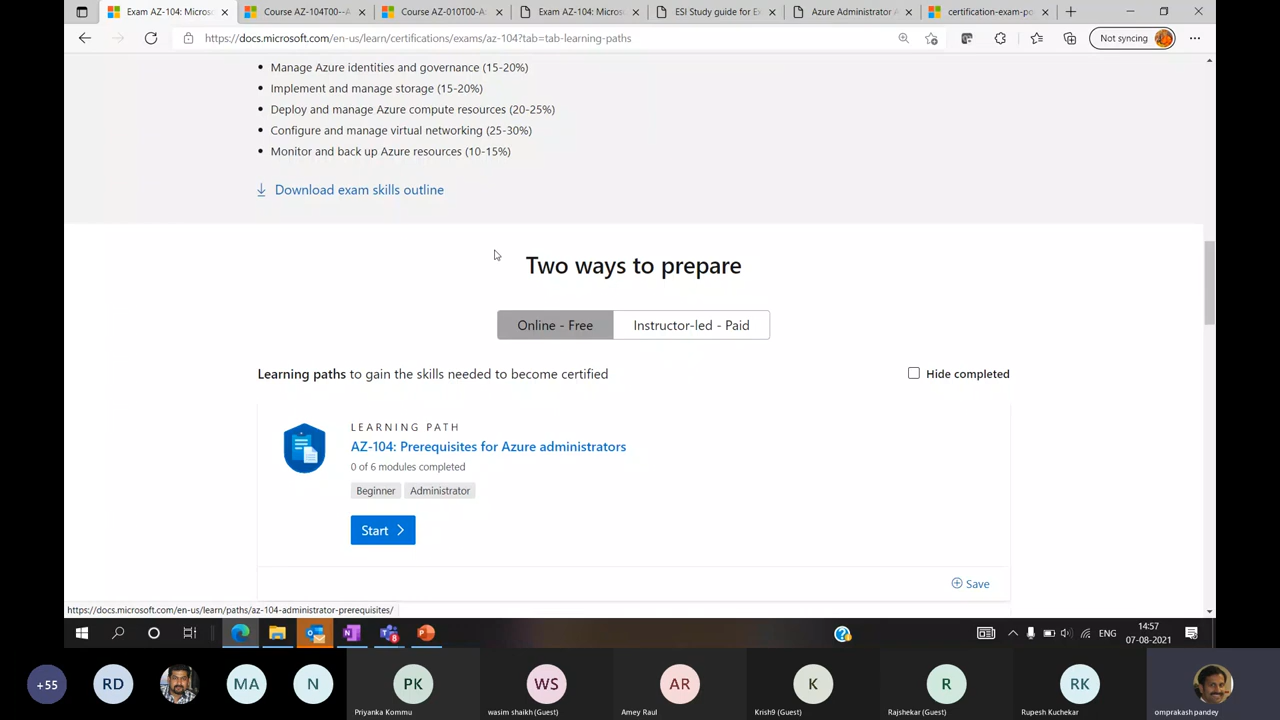 Exam AZ-104: Microso
Course AZ-104T00--A
Course AZ-010T00-As
Exam AZ-104: Microso
ESI Study guide for Ex
Azure Administrator A
certification-exam-po
https://docs.microsoft.com/en-us/learn/certifications/exams/az-104?tab=learning-paths
Not syncing
Manage Azure identities and governance (15-20%)
Implement and manage storage (15-20%)
Deploy and manage Azure compute resources (20-25%)
Configure and manage virtual networking (25-30%)
Monitor and back up Azure resources (10-15%)
Download exam skills outline
Two ways to prepare
Online - Free
Instructor-led - Paid
Learning paths to gain the skills needed to become certified
Hide completed
LEARNING PATH
AZ-104: Prerequisites for Azure administrators
0 of 6 modules completed
Beginner
Administrator
Start
Save
https://docs.microsoft.com/en-us/learn/paths/az-104-administrator-prerequisites/
8
ENG
14:57
07-08-2021
+55
RD
MA
N
PK
Priyanka Kommu
WS
wasim shaikh (Guest)
AR
Amey Raul
K
Krish9 (Guest)
R
Rajshekar (Guest)
RK
Rupesh Kuchekar
omprakash pandey